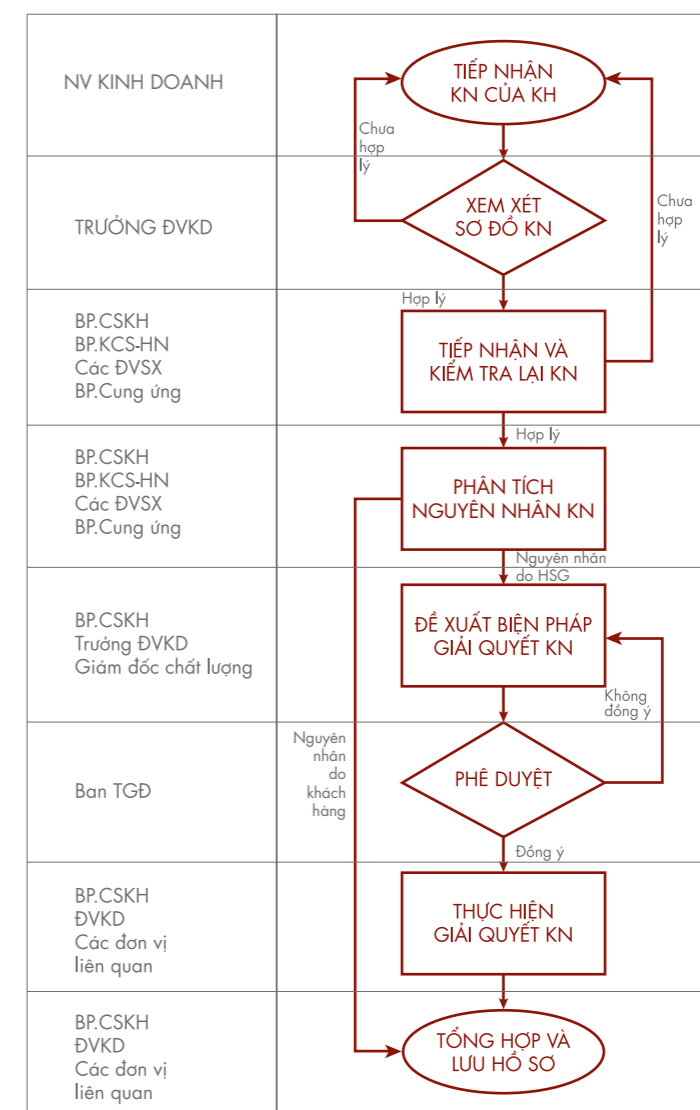 NV KINH DOANH
TIẾP NHẬN
KN CỦA KH
Chưa
hợp
lý
TRƯỞNG ĐVKD
XEM XÉT
SƠ ĐỒ KN
Chưa
hợp
lý
Hợp lý
BP.CSKH
BP.KCS-HN
Các ĐVSX
BP.Cung ứng
TIẾP NHẬN VÀ
KIỂM TRA LẠI KN
Hợp lý
BP.CSKH
BP.KCS-HN
Các ĐVSX
BP.Cung ứng
PHÂN TÍCH
NGUYÊN NHÂN KN
Nguyên nhân
do HSG
BP.CSKH
Trưởng ĐVKD
Giám đốc chất lượng
ĐỀ XUẤT BIỆN PHÁP
GIẢI QUYẾT KN
Không
đồng ý
Ban TGĐ
Nguyên
nhân
do
khách
hàng
PHÊ DUYỆT
Đồng ý
BP.CSKH
ĐVKD
Các đơn vị
liên quan
THỰC HIỆN
GIẢI QUYẾT KN
BP.CSKH
ĐVKD
Các đơn vị
liên quan
TỔNG HỢP VÀ
LƯU HỒ SƠ